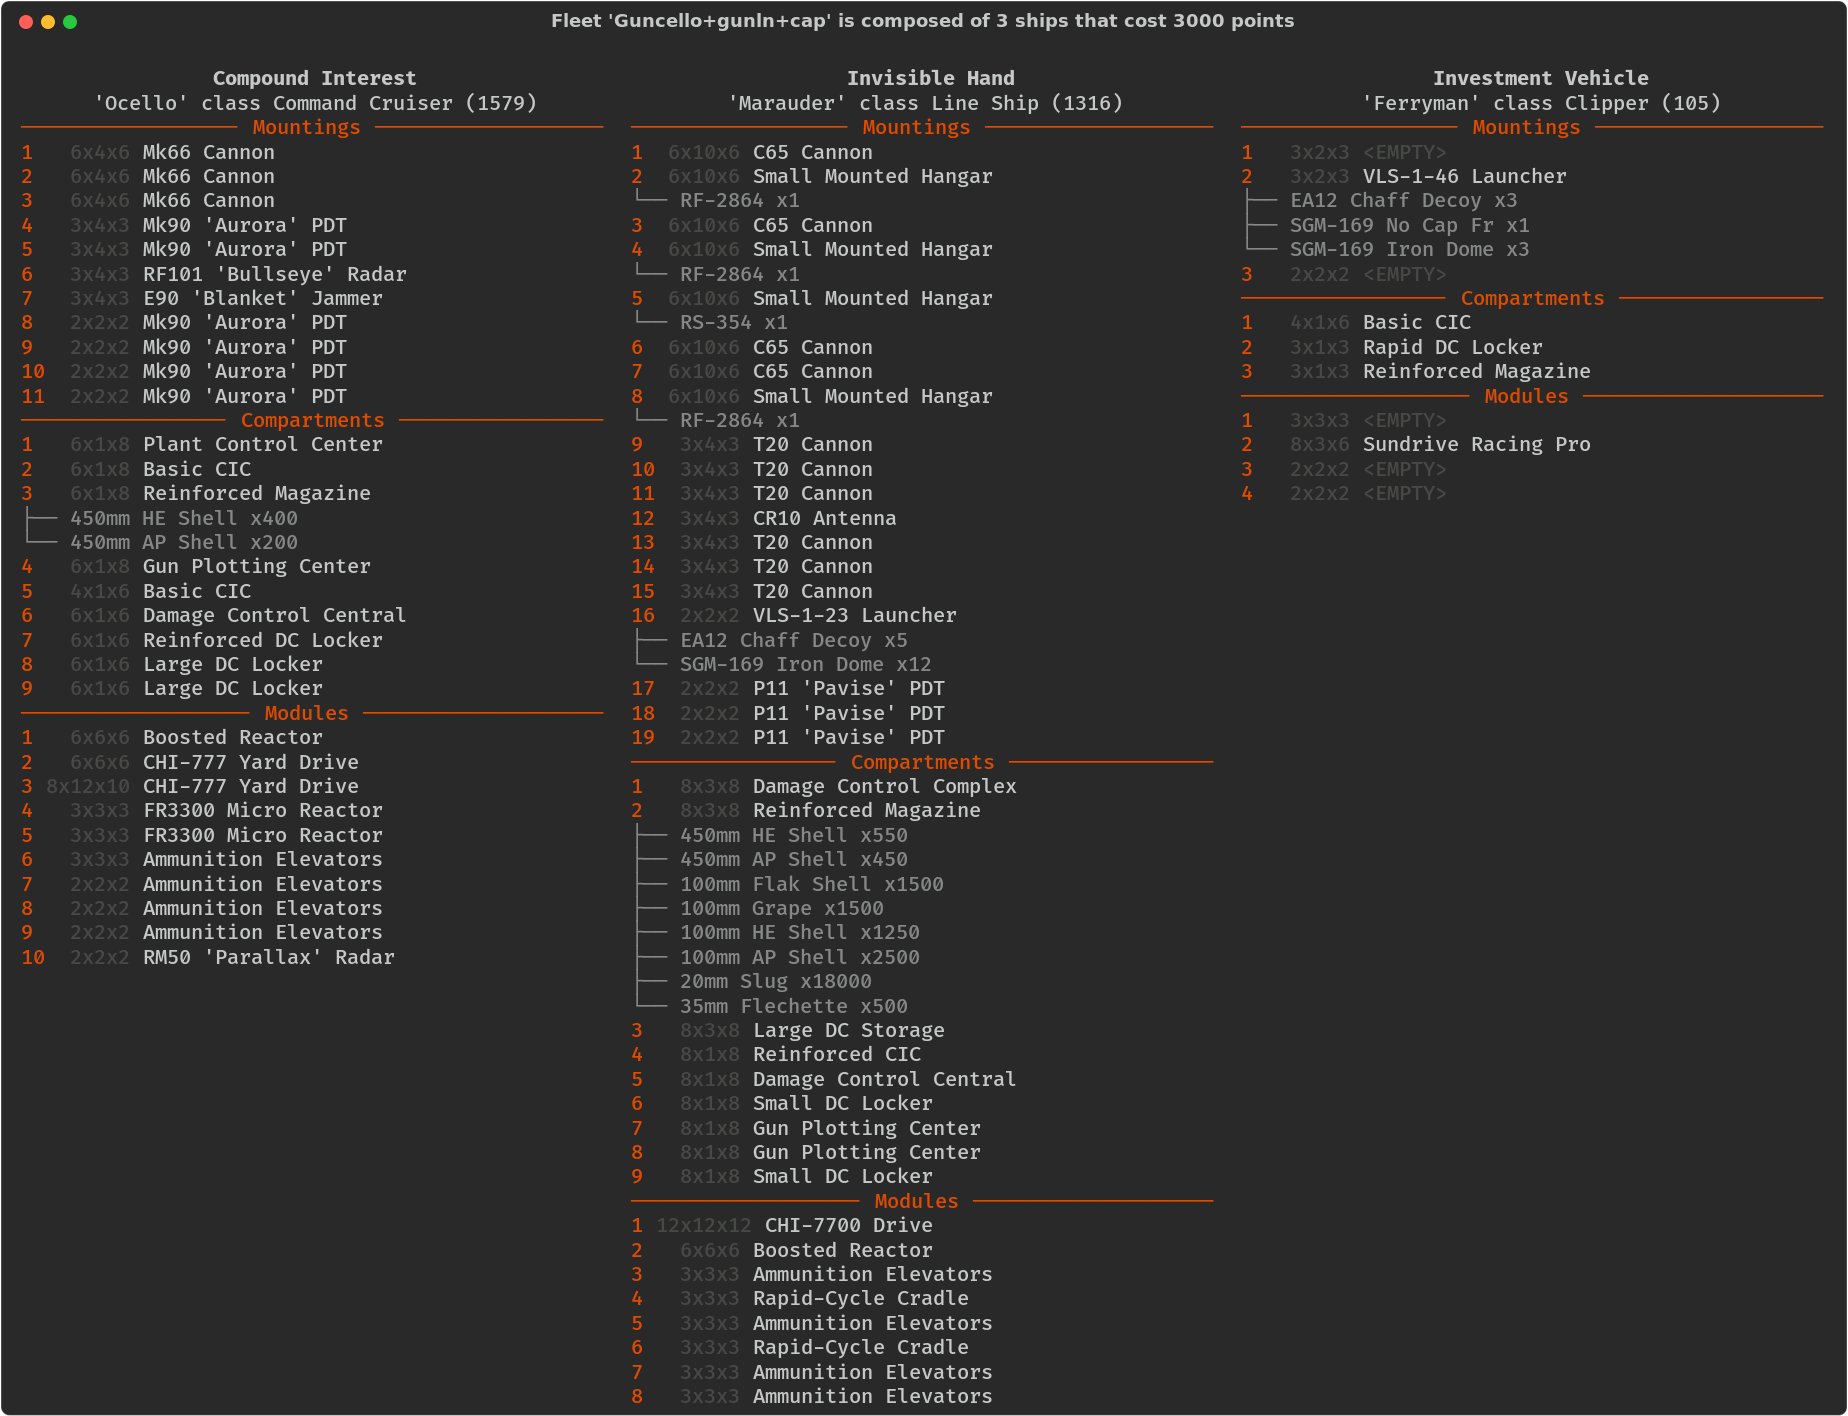 Fleet 'Guncello+gunln+cap' is composed of 3 ships that cost 3000 points
Compound Interest
'Ocello' class Command Cruiser (1579)
Mountings
1 6x4x6 Mk66 Cannon
2 6x4x6 Mk66 Cannon
3 6x4x6 Mk66 Cannon
4 3x4x3 Mk90 'Aurora' PDT
5 3x4x3 Mk90 'Aurora' PDT
6 3x4x3 RF101 'Bullseye' Radar
7 3x4x3 E90 'Blanket' Jammer
8 2x2x2 Mk90 'Aurora' PDT
9 2x2x2 Mk90 'Aurora' PDT
10 2x2x2 Mk90 'Aurora' PDT
11 2x2x2 Mk90 'Aurora' PDT
Compartments
1 6x1x8 Plant Control Center
2 6x1x8 Basic CIC
3 6x1x8 Reinforced Magazine
450mm HE Shell x400
450mm AP Shell x200
4 6x1x8 Gun Plotting Center
5 4x1x6 Basic CIC
6 6x1x6 Damage Control Central
7 6x1x6 Reinforced DC Locker
8 6x1x6 Large DC Locker
9 6x1x6 Large DC Locker
Modules
1 6x6x6 Boosted Reactor
2 6x6x6 CHI-777 Yard Drive
3 8x12x10 CHI-777 Yard Drive
4 3x3x3 FR3300 Micro Reactor
5 3x3x3 FR3300 Micro Reactor
6 3x3x3 Ammunition Elevators
7 2x2x2 Ammunition Elevators
8 2x2x2 Ammunition Elevators
9 2x2x2 Ammunition Elevators
10 2x2x2 RM50 'Parallax' Radar
Invisible Hand
'Marauder' class Line Ship (1316)
Mountings
1 6x10x6 C65 Cannon
2 6x10x6 Small Mounted Hangar
RF-2864 x1
3 6x10x6 C65 Cannon
4 6x10x6 Small Mounted Hangar
RF-2864 x1
5 6x10x6 Small Mounted Hangar
RS-354 x1
6 6x10x6 C65 Cannon
7 6x10x6 C65 Cannon
8 6x10x6 Small Mounted Hangar
RF-2864 x1
9 3x4x3 T20 Cannon
10 3x4x3 T20 Cannon
11 3x4x3 T20 Cannon
12 3x4x3 CR10 Antenna
13 3x4x3 T20 Cannon
14 3x4x3 T20 Cannon
15 3x4x3 T20 Cannon
16 2x2x2 VLS-1-23 Launcher
EA12 Chaff Decoy x5
SGM-169 Iron Dome x12
17 2x2x2 P11 'Pavise' PDT
18 2x2x2 P11 'Pavise' PDT
19 2x2x2 P11 'Pavise' PDT
Compartments
1 8x3x8 Damage Control Complex
2 8x3x8 Reinforced Magazine
450mm HE Shell x550
450mm AP Shell x450
100mm Flak Shell x1500
100mm Grape x1500
100mm HE Shell x1250
100mm AP Shell x2500
20mm Slug x18000
35mm Flechette x500
3 8x3x8 Large DC Storage
4 8x1x8 Reinforced CIC
5 8x1x8 Damage Control Central
6 8x1x8 Small DC Locker
7 8x1x8 Gun Plotting Center
8 8x1x8 Gun Plotting Center
9 8x1x8 Small DC Locker
Modules
1 12x12x12 CHI-7700 Drive
2 6x6x6 Boosted Reactor
3 3x3x3 Ammunition Elevators
4 3x3x3 Rapid-Cycle Cradle
5 3x3x3 Ammunition Elevators
6 3x3x3 Rapid-Cycle Cradle
7 3x3x3 Ammunition Elevators
8 3x3x3 Ammunition Elevators
Investment Vehicle
'Ferryman' class Clipper (105)
Mountings
1 3x2x3 <EMPTY>
2 3x2x3 VLS-1-46 Launcher
EA12 Chaff Decoy x3
SGM-169 No Cap Fr x1
SGM-169 Iron Dome x3
3 2x2x2 <EMPTY>
Compartments
1 4x1x6 Basic CIC
2 3x1x3 Rapid DC Locker
3 3x1x3 Reinforced Magazine
Modules
1 3x3x3 <EMPTY>
2 8x3x6 Sundrive Racing Pro
3 2x2x2 <EMPTY>
4 2x2x2 <EMPTY>